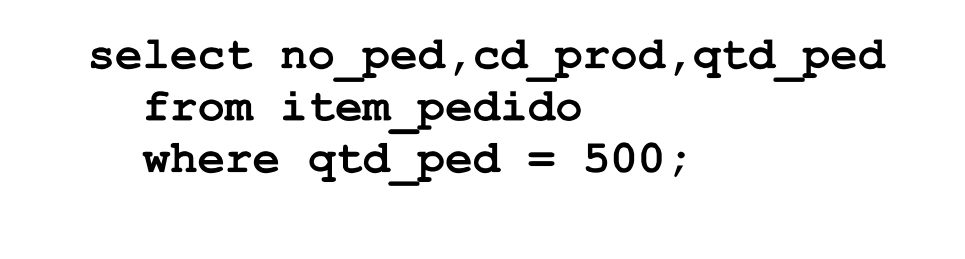 select no_ped,cd_prod,qtd_ped
from item_pedido
where qtd_ped = 500;